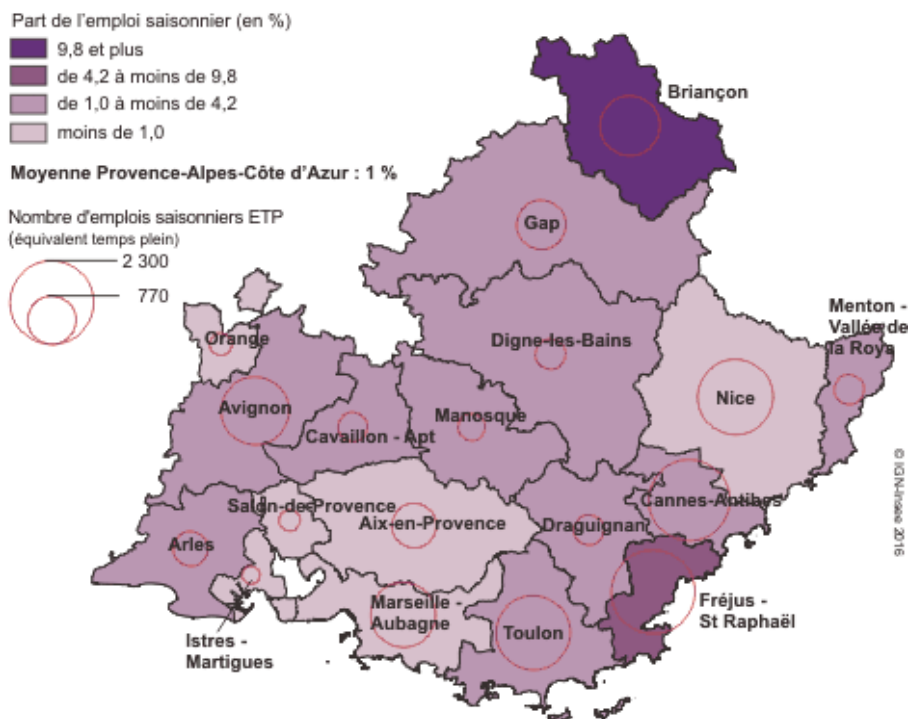 Part de l'emploi saisonnier (en %)
9,8 et plus
de 4,2 à moins de 9,8
de 1,0 à moins de 4,2
moins de 1,0
Moyenne Provence-Alpes-Côte d'Azur : 1 %
Nombre d'emplois saisonniers ETP
(équivalent temps plein)
2 300
770
Briançon
Gap
Menton -
Vallée de
la Roya
Orange
Digne-les-Bains
Avignon
Nice
Cavaillon - Apt
Manosque
Salon-de-Provence
Cannes-Antibes
Aix-en-Provence
Draguignan
Arles
Marseille -
Aubagne
Toulon
Fréjus -
St Raphaël
Istres -
Martigues
© IGN-Insee 2016